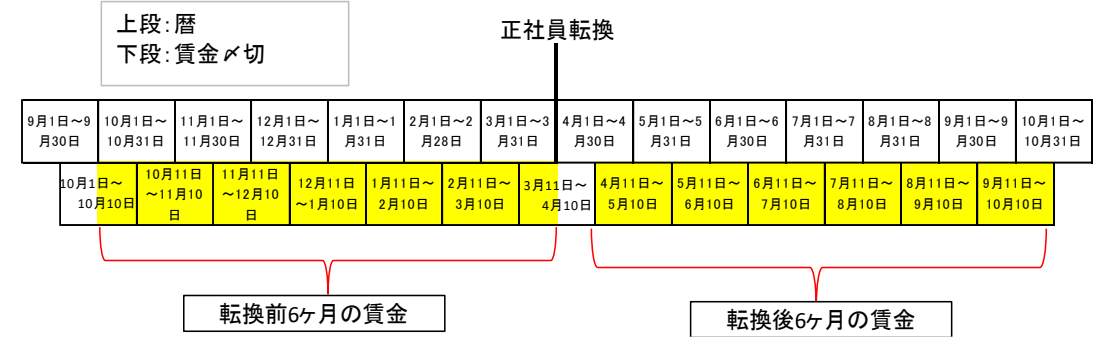 上段：暦
下段：賃金〆切
正社員転換
9月1日～9
月30日
10月1日～
10月31日
11月1日～
11月30日
12月1日～
12月31日
1月1日～1
月31日
2月1日～2
月28日
3月1日～3
月31日
4月1日～4
月30日
5月1日～5
月31日
6月1日～6
月30日
7月1日～7
月31日
8月1日～8
月31日
9月1日～9
月30日
10月1日～
10月31日
10月1日～
10月10日
10月11日
～11月10
日
11月11日
～12月10
日
12月11日
～1月10日
1月11日～
2月10日
2月11日～
3月10日
3月11日～
4月10日
4月11日～
5月10日
5月11日～
6月10日
6月11日～
7月10日
7月11日～
8月10日
8月11日～
9月10日
9月11日～
10月10日
転換前6ヶ月の賃金
転換後6ヶ月の賃金